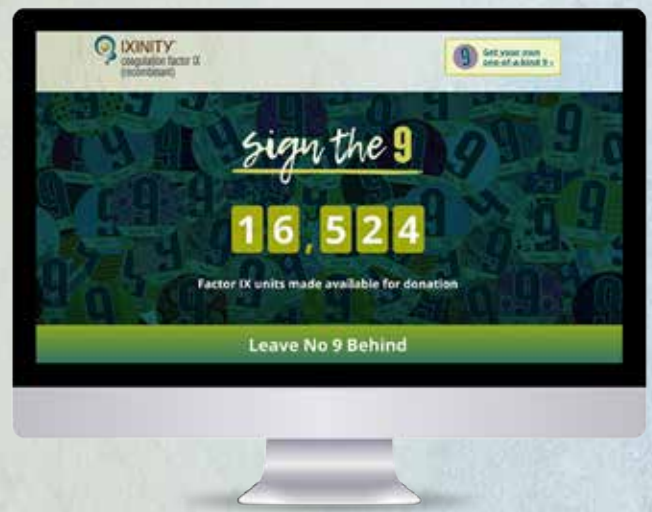 IXINITY
coagulation factor IX
(recombinant)
9
Get your own
one-of-a-kind 9 ›
sign the 9
16,524
Factor IX units made available for donation
Leave No 9 Behind